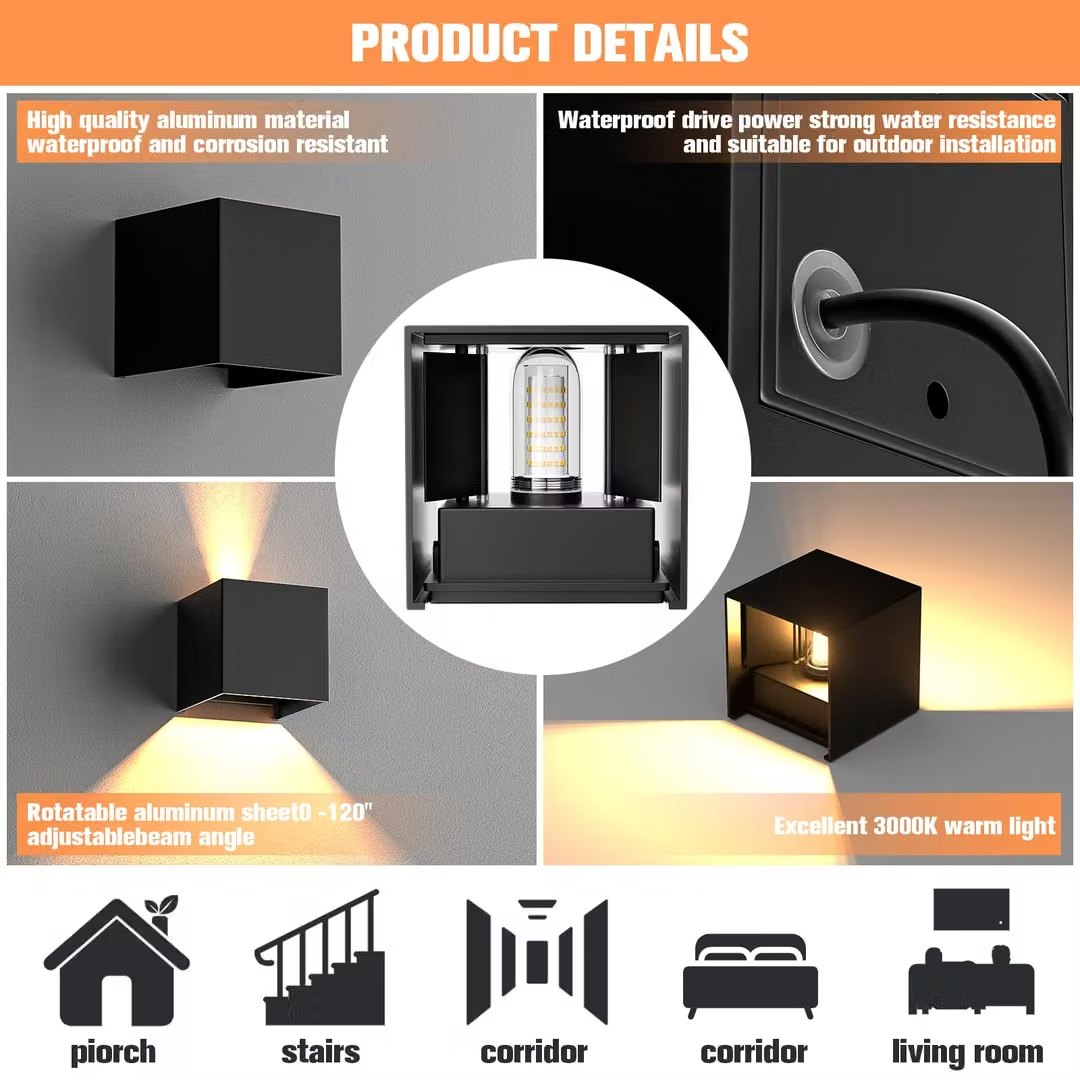 PRODUCT DETAILS
High quality aluminum material
waterproof and corrosion resistant
Waterproof drive power strong water resistance
and suitable for outdoor installation
Rotatable aluminum sheet0 -120"
adjustablebeam angle
Excellent 3000K warm light
piorch
stairs
corridor
corridor
living room